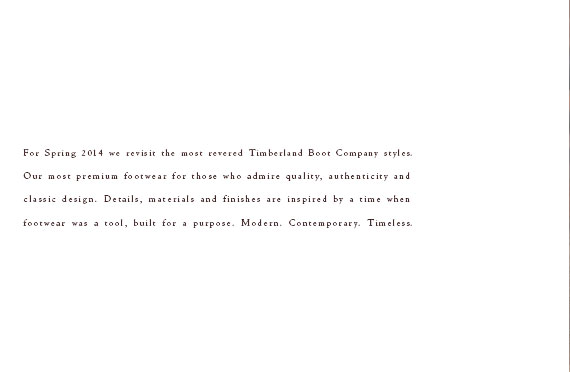 For Spring 2014 we revisit the most revered Timberland Boot Company styles.
Our most premium footwear for those who admire quality, authenticity and
classic design. Details, materials and finishes are inspired by a time when
footwear was a tool, built for a purpose. Modern. Contemporary. Timeless.